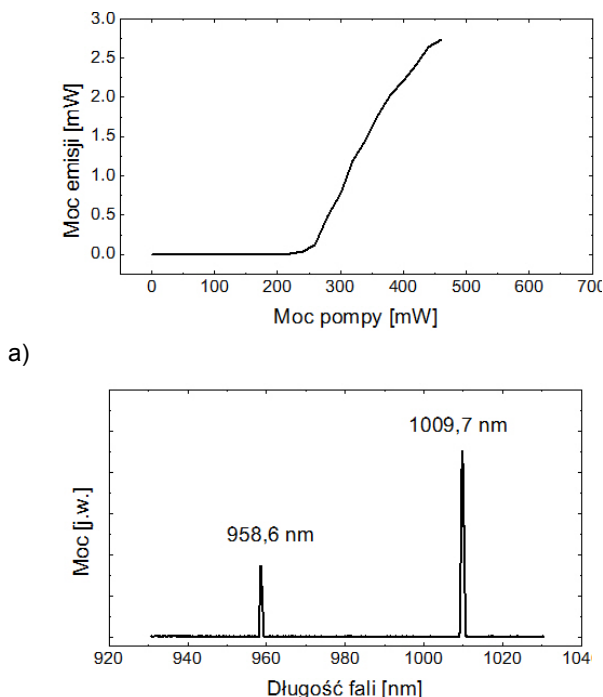 3.0
2.5
2.0
1.5
1.0
0.5
0.0
Moc emisji [mW]
0 100 200 300 400 500 600 700
Moc pompy [mW]
a)
Moc [j.w.]
1009,7 nm
958,6 nm
920 940 960 980 1000 1020 1040
Długość fali [nm]